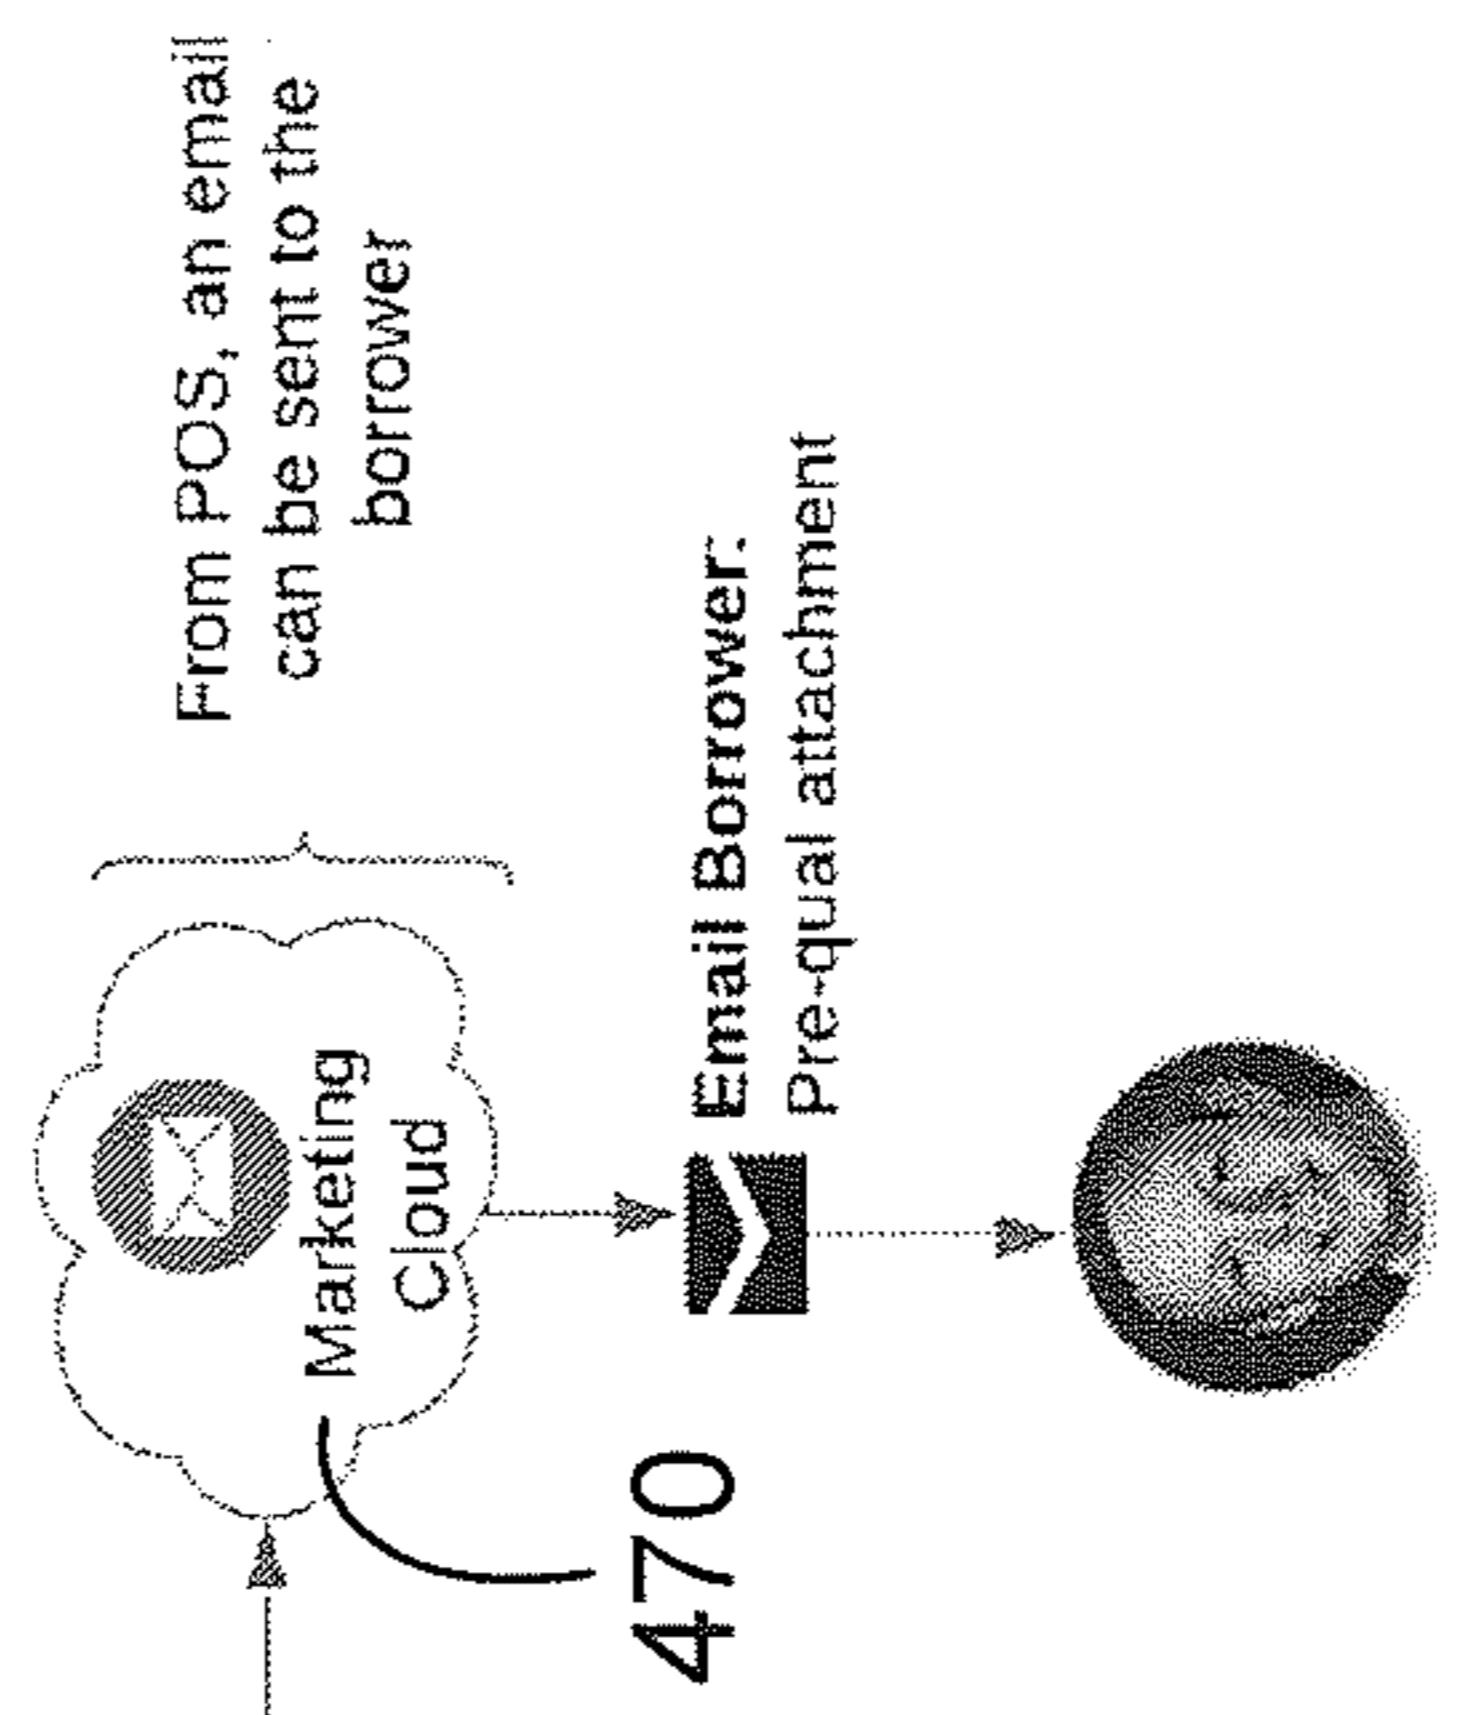 From POS, an email
can be sent to the
borrower
Marketing
Cloud
Email Borrower:
Pre-qual attachment
470